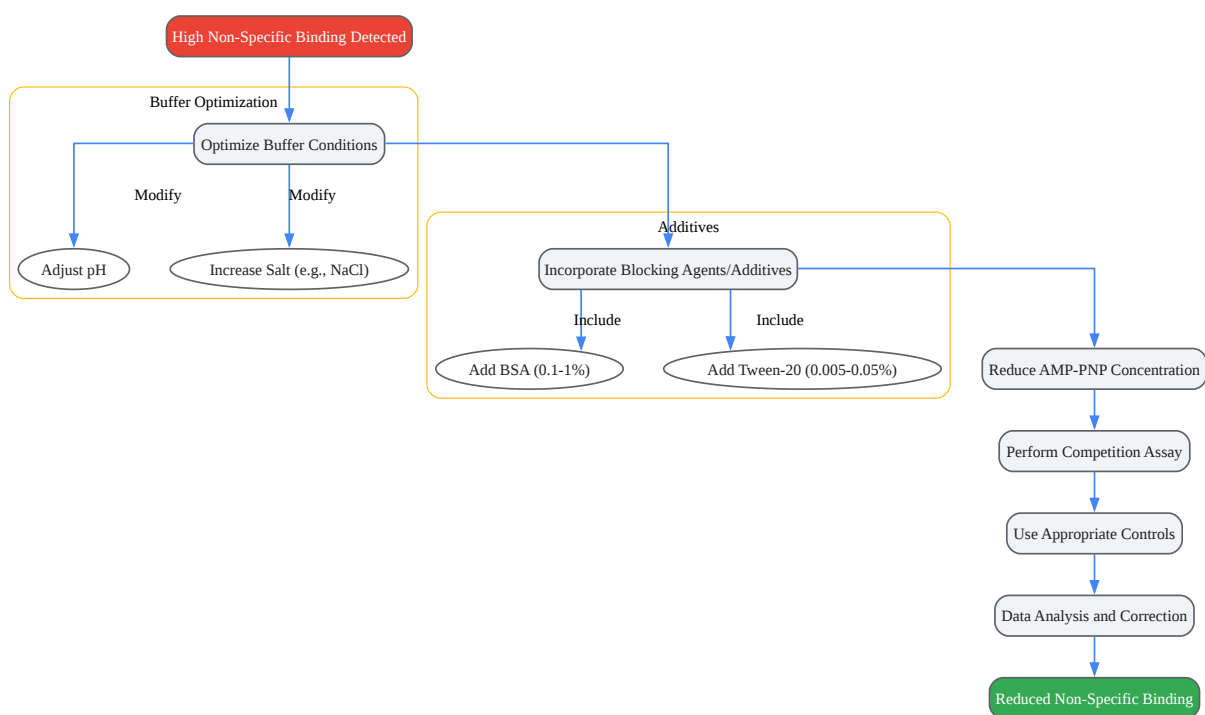 High Non-Specific Binding Detected
Buffer Optimization
Optimize Buffer Conditions
Modify
Modify
Adjust pH
Increase Salt (e.g., NaCl)
Additives
Incorporate Blocking Agents/Additives
Include
Include
Add BSA (0.1-1%)
Add Tween-20 (0.005-0.05%)
Reduce AMP-PNP Concentration
Perform Competition Assay
Use Appropriate Controls
Data Analysis and Correction
Reduced Non-Specific Binding